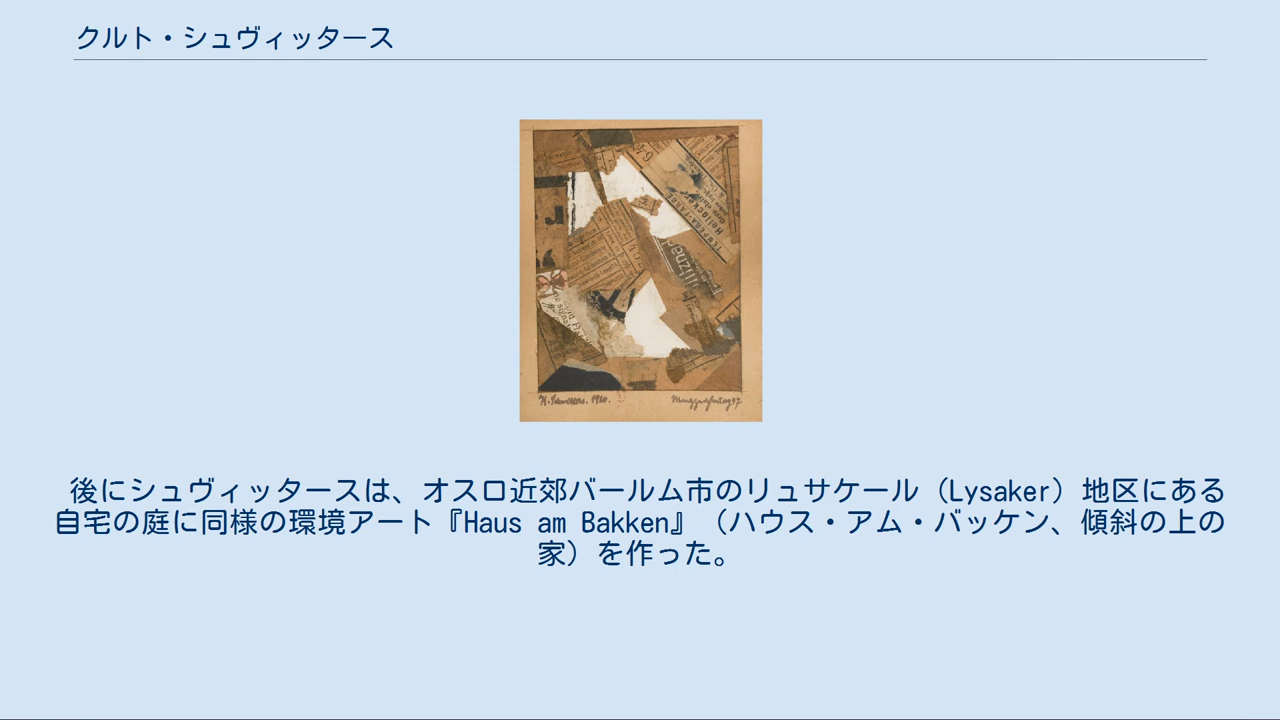 クルト・シュヴィッタース
TEMPERA-FARBE
後にシュヴィッタースは、オスロ近郊バールム市のリュサケール（Lysaker）地区にある
自宅の庭に同様の環境アート『Haus am Bakken』（ハウス・アム・バッケン、傾斜の上の
家）を作った。